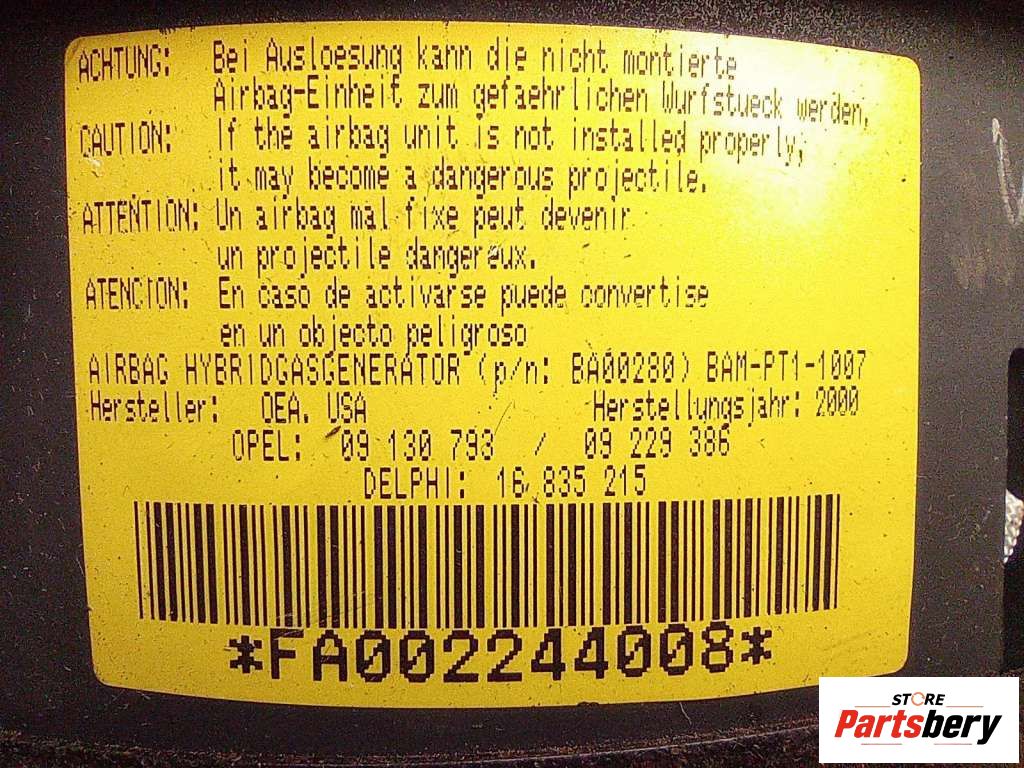 ACHTUNG: Bei Ausloesung kann die nicht montierte
Airbag-Einheit zum gefaehrlichen Wurfstueck werden.
CAUTION: If the airbag unit is not installed properly,
it may become a dangerous projectile.
ATTENTION: Un airbag mal fixe peut devenir
un projectile dangereux.
ATENCION: En caso de activarse puede convertise
en un objecto peligroso
AIRBAG HYBRIDGASGENERATOR (p/n: BA00280) BAM-PT1-1007
Hersteller: OEA, USA Herstellungsjahr: 2000
OPEL: 09 130 793 / 09 229 386
DELPHI: 16 835 215
*FA002244008*
STORE
Partsbery